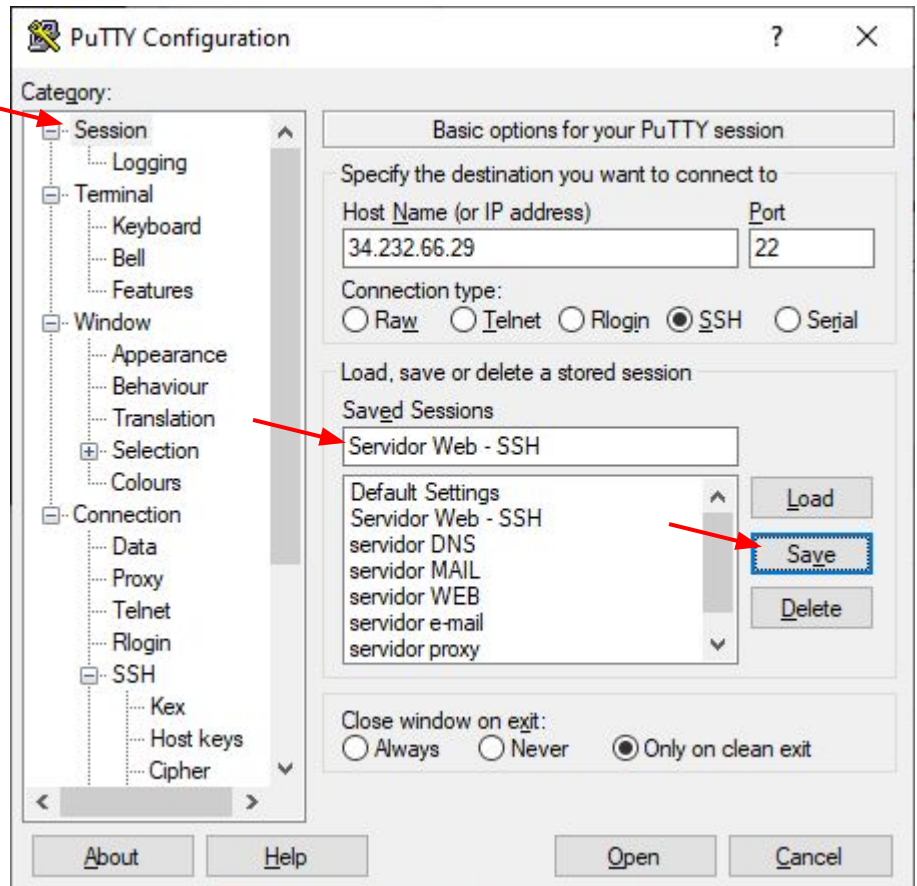 PuTTY Configuration
?
Category:
Session
Logging
Terminal
Keyboard
Bell
Features
Window
Appearance
Behaviour
Translation
Selection
Colours
Connection
Data
Proxy
Telnet
Rlogin
SSH
Kex
Host keys
Cipher
Basic options for your PuTTY session
Specify the destination you want to connect to
Host Name (or IP address) Port
34.232.66.29 22
Connection type:
Raw Telnet Rlogin SSH Serial
Load, save or delete a stored session
Saved Sessions
Servidor Web - SSH
Default Settings
Servidor Web - SSH
servidor DNS
servidor MAIL
servidor WEB
servidor e-mail
servidor proxy
Load
Save
Delete
Close window on exit:
Always Never Only on clean exit
About Help Open Cancel